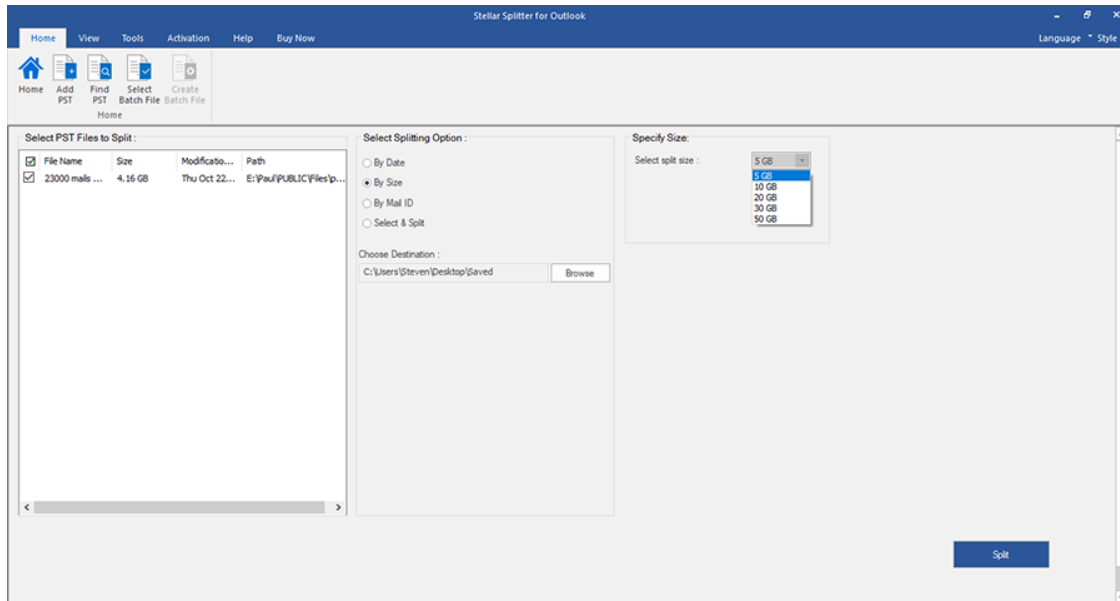 Stellar Splitter for Outlook
Home View Tools Activation Help Buy Now Language Style
Home Add PST Find PST Select Batch File Create Batch File
Home
Select PST Files to Split :
File Name Size Modificatio... Path
23000 mails ... 4.16 GB Thu Oct 22... E:\Paul\PUBLIC\Files\p...
Select Splitting Option :
By Date
By Size
By Mail ID
Select & Split
Choose Destination :
C:\Users\Steven\Desktop\Saved Browse
Specify Size:
Select split size : 5 GB
5 GB
10 GB
20 GB
30 GB
50 GB
Split